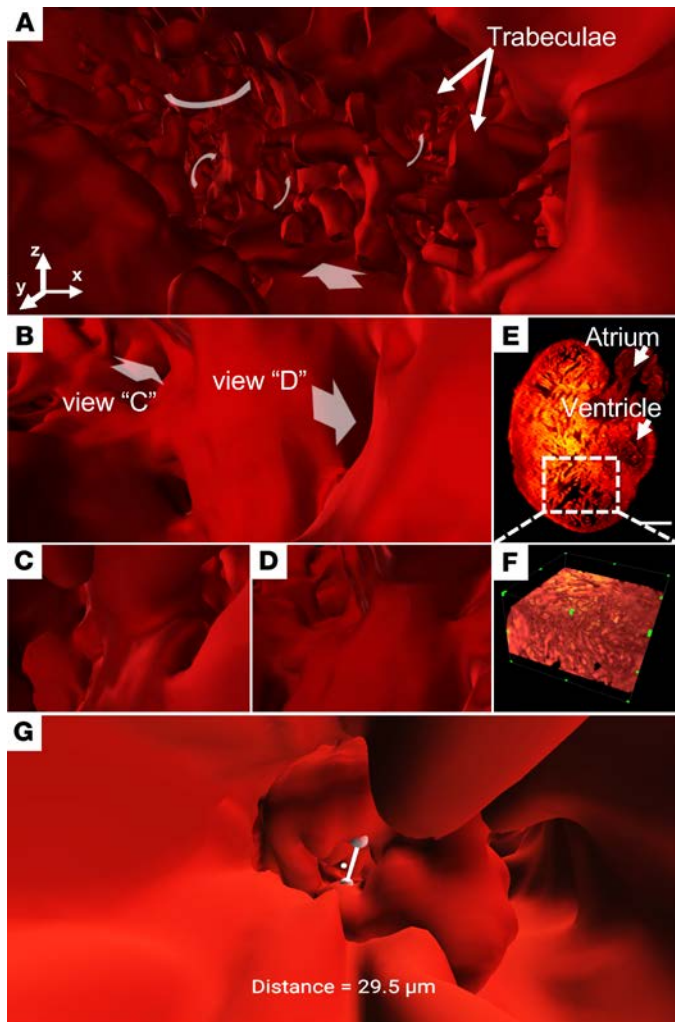 A
Trabeculae
z
y
x
B
view “C”
view “D”
E
Atrium
Ventricle
C
D
F
G
Distance = 29.5 µm